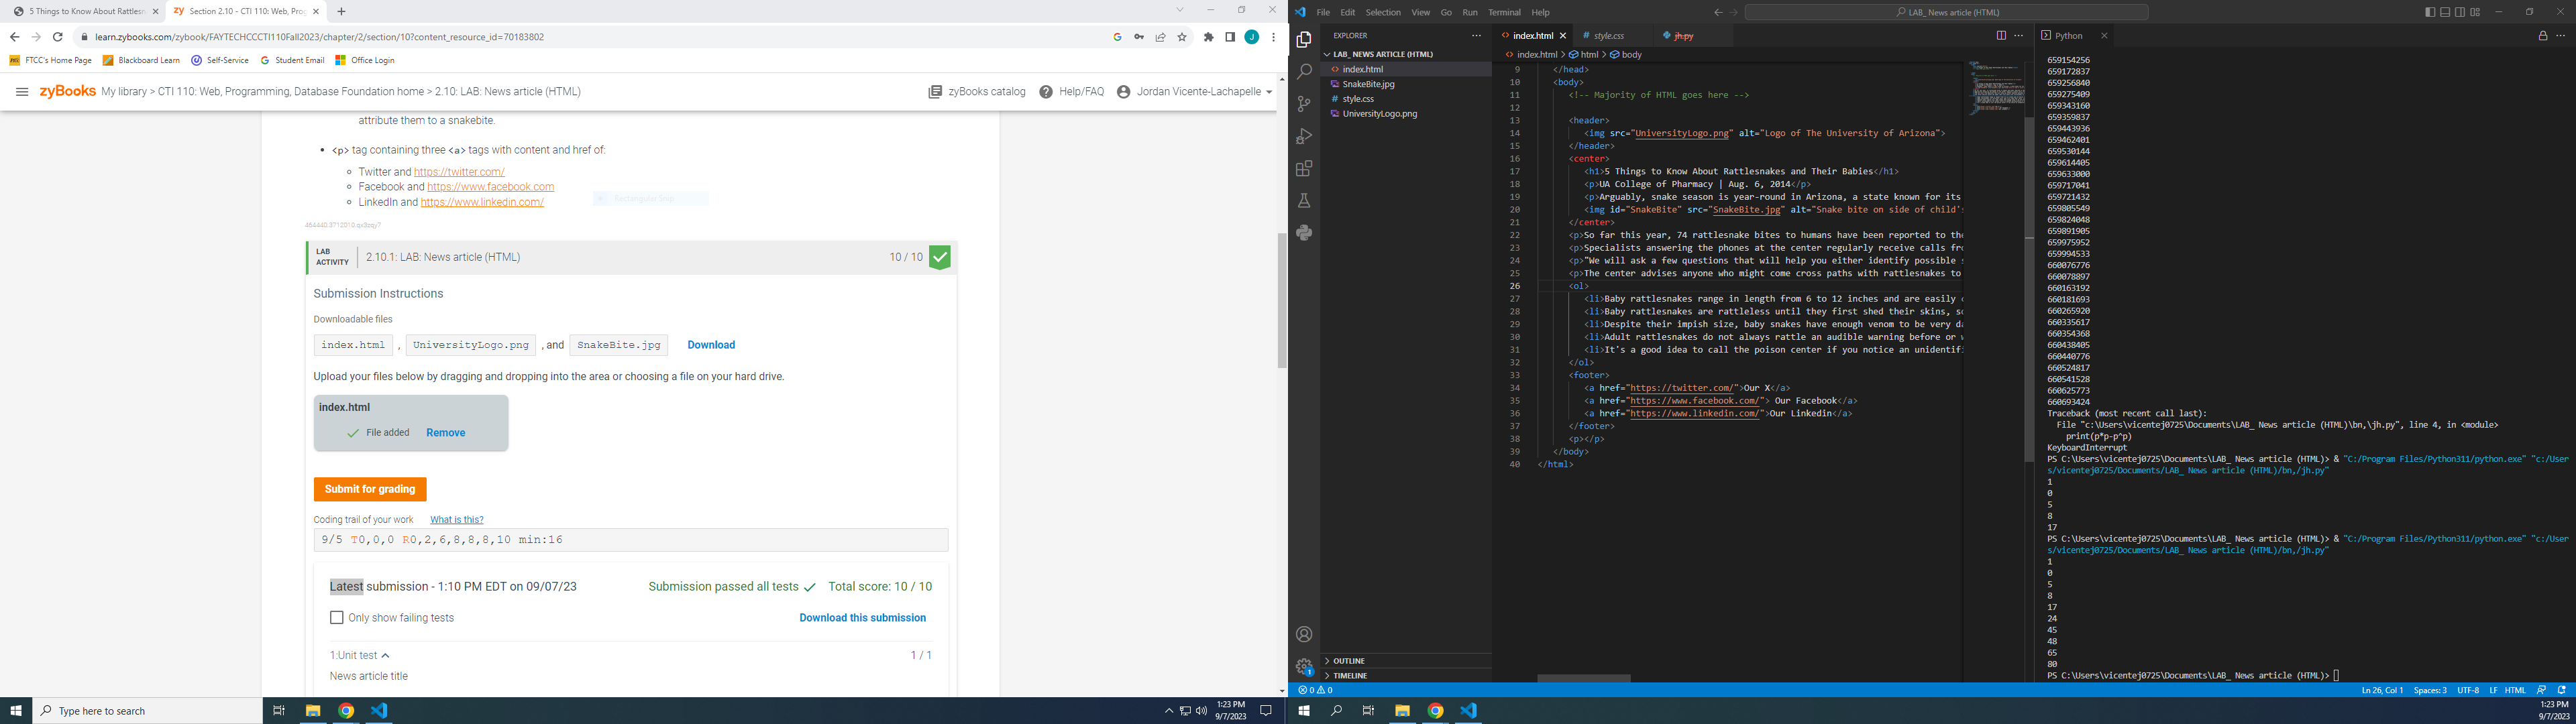 5 Things to Know About Rattlesn
Section 2.10 - CTI 110: Web, Prog
learn.zybooks.com/zybook/FAYTECHCCCTI110Fall2023/chapter/2/section/10?content_resource_id=70183802
FTCC's Home Page
Blackboard Learn
Self-Service
Student Email
Office Login
zyBooks My library > CTI 110: Web, Programming, Database Foundation home > 2.10: LAB: News article (HTML)
zyBooks catalog
Help/FAQ
Jordan Vicente-Lachapelle
attribute them to a snakebite.
<p> tag containing three <a> tags with content and href of:
Twitter and https://twitter.com/
Facebook and https://www.facebook.com
LinkedIn and https://www.linkedin.com/
Rectangular Snip
464440.3712010.qx3zqy7
LAB
ACTIVITY
2.10.1: LAB: News article (HTML)
10 / 10
Submission Instructions
Downloadable files
index.html , UniversityLogo.png , and SnakeBite.jpg Download
Upload your files below by dragging and dropping into the area or choosing a file on your hard drive.
index.html
File added Remove
Submit for grading
Coding trail of your work What is this?
9/5 T0,0,0 R0,2,6,8,8,8,10 min:16
Latest submission - 1:10 PM EDT on 09/07/23
Submission passed all tests
Total score: 10 / 10
Only show failing tests
Download this submission
1:Unit test
1 / 1
News article title
Type here to search
1:23 PM
9/7/2023
File Edit Selection View Go Run Terminal Help
LAB_ News article (HTML)
EXPLORER
LAB_ NEWS ARTICLE (HTML)
index.html
SnakeBite.jpg
style.css
UniversityLogo.png
OUTLINE
TIMELINE
1
index.html
style.css
jh.py
index.html > html > body
9 </head>
10 <body>
11 <!-- Majority of HTML goes here -->
12
13 <header>
14 <img src="UniversityLogo.png" alt="Logo of The University of Arizona">
15 </header>
16 <center>
17 <h1>5 Things to Know About Rattlesnakes and Their Babies</h1>
18 <p>UA College of Pharmacy | Aug. 6, 2014</p>
19 <p>Arguably, snake season is year-round in Arizona, a state known for its
20 <img id="SnakeBite" src="SnakeBite.jpg" alt="Snake bite on side of child's
21 </center>
22 <p>So far this year, 74 rattlesnake bites to humans have been reported to the
23 <p>Specialists answering the phones at the center regularly receive calls fro
24 <p>"We will ask a few questions that will help you either identify possible s
25 <p>The center advises anyone who might come cross paths with rattlesnakes to
26 <ol>
27 <li>Baby rattlesnakes range in length from 6 to 12 inches and are easily c
28 <li>Baby rattlesnakes are rattleless until they first shed their skins, so
29 <li>Despite their impish size, baby snakes have enough venom to be very da
30 <li>Adult rattlesnakes do not always rattle an audible warning before or w
31 <li>It's a good idea to call the poison center if you notice an unidentifi
32 </ol>
33 <footer>
34 <a href="https://twitter.com/">Our X</a>
35 <a href="https://www.facebook.com/"> Our Facebook</a>
36 <a href="https://www.linkedin.com/">Our Linkedin</a>
37 </footer>
38 <p></p>
39 </body>
40 </html>
Python
659154256
659172837
659256840
659275409
659343160
659359837
659443936
659462401
659530144
659614405
659633000
659717041
659721432
659805549
659824048
659891905
659975952
659994533
660076776
660078897
660163192
660181693
660265920
660335617
660354368
660438405
660440776
660524817
660541528
660625773
660693424
Traceback (most recent call last):
File "c:\Users\vicentej0725\Documents\LAB_ News article (HTML)\bn,\jh.py", line 4, in <module>
print(p*p-p^p)
KeyboardInterrupt
PS C:\Users\vicentej0725\Documents\LAB_ News article (HTML)> & "C:/Program Files/Python311/python.exe" "c:/User
s/vicentej0725/Documents/LAB_ News article (HTML)/bn,/jh.py"
1
0
5
8
17
PS C:\Users\vicentej0725\Documents\LAB_ News article (HTML)> & "C:/Program Files/Python311/python.exe" "c:/User
s/vicentej0725/Documents/LAB_ News article (HTML)/bn,/jh.py"
1
0
5
8
17
24
45
48
65
80
PS C:\Users\vicentej0725\Documents\LAB_ News article (HTML)>
0 0
Ln 26, Col 1 Spaces: 3 UTF-8 LF HTML
1:23 PM
9/7/2023